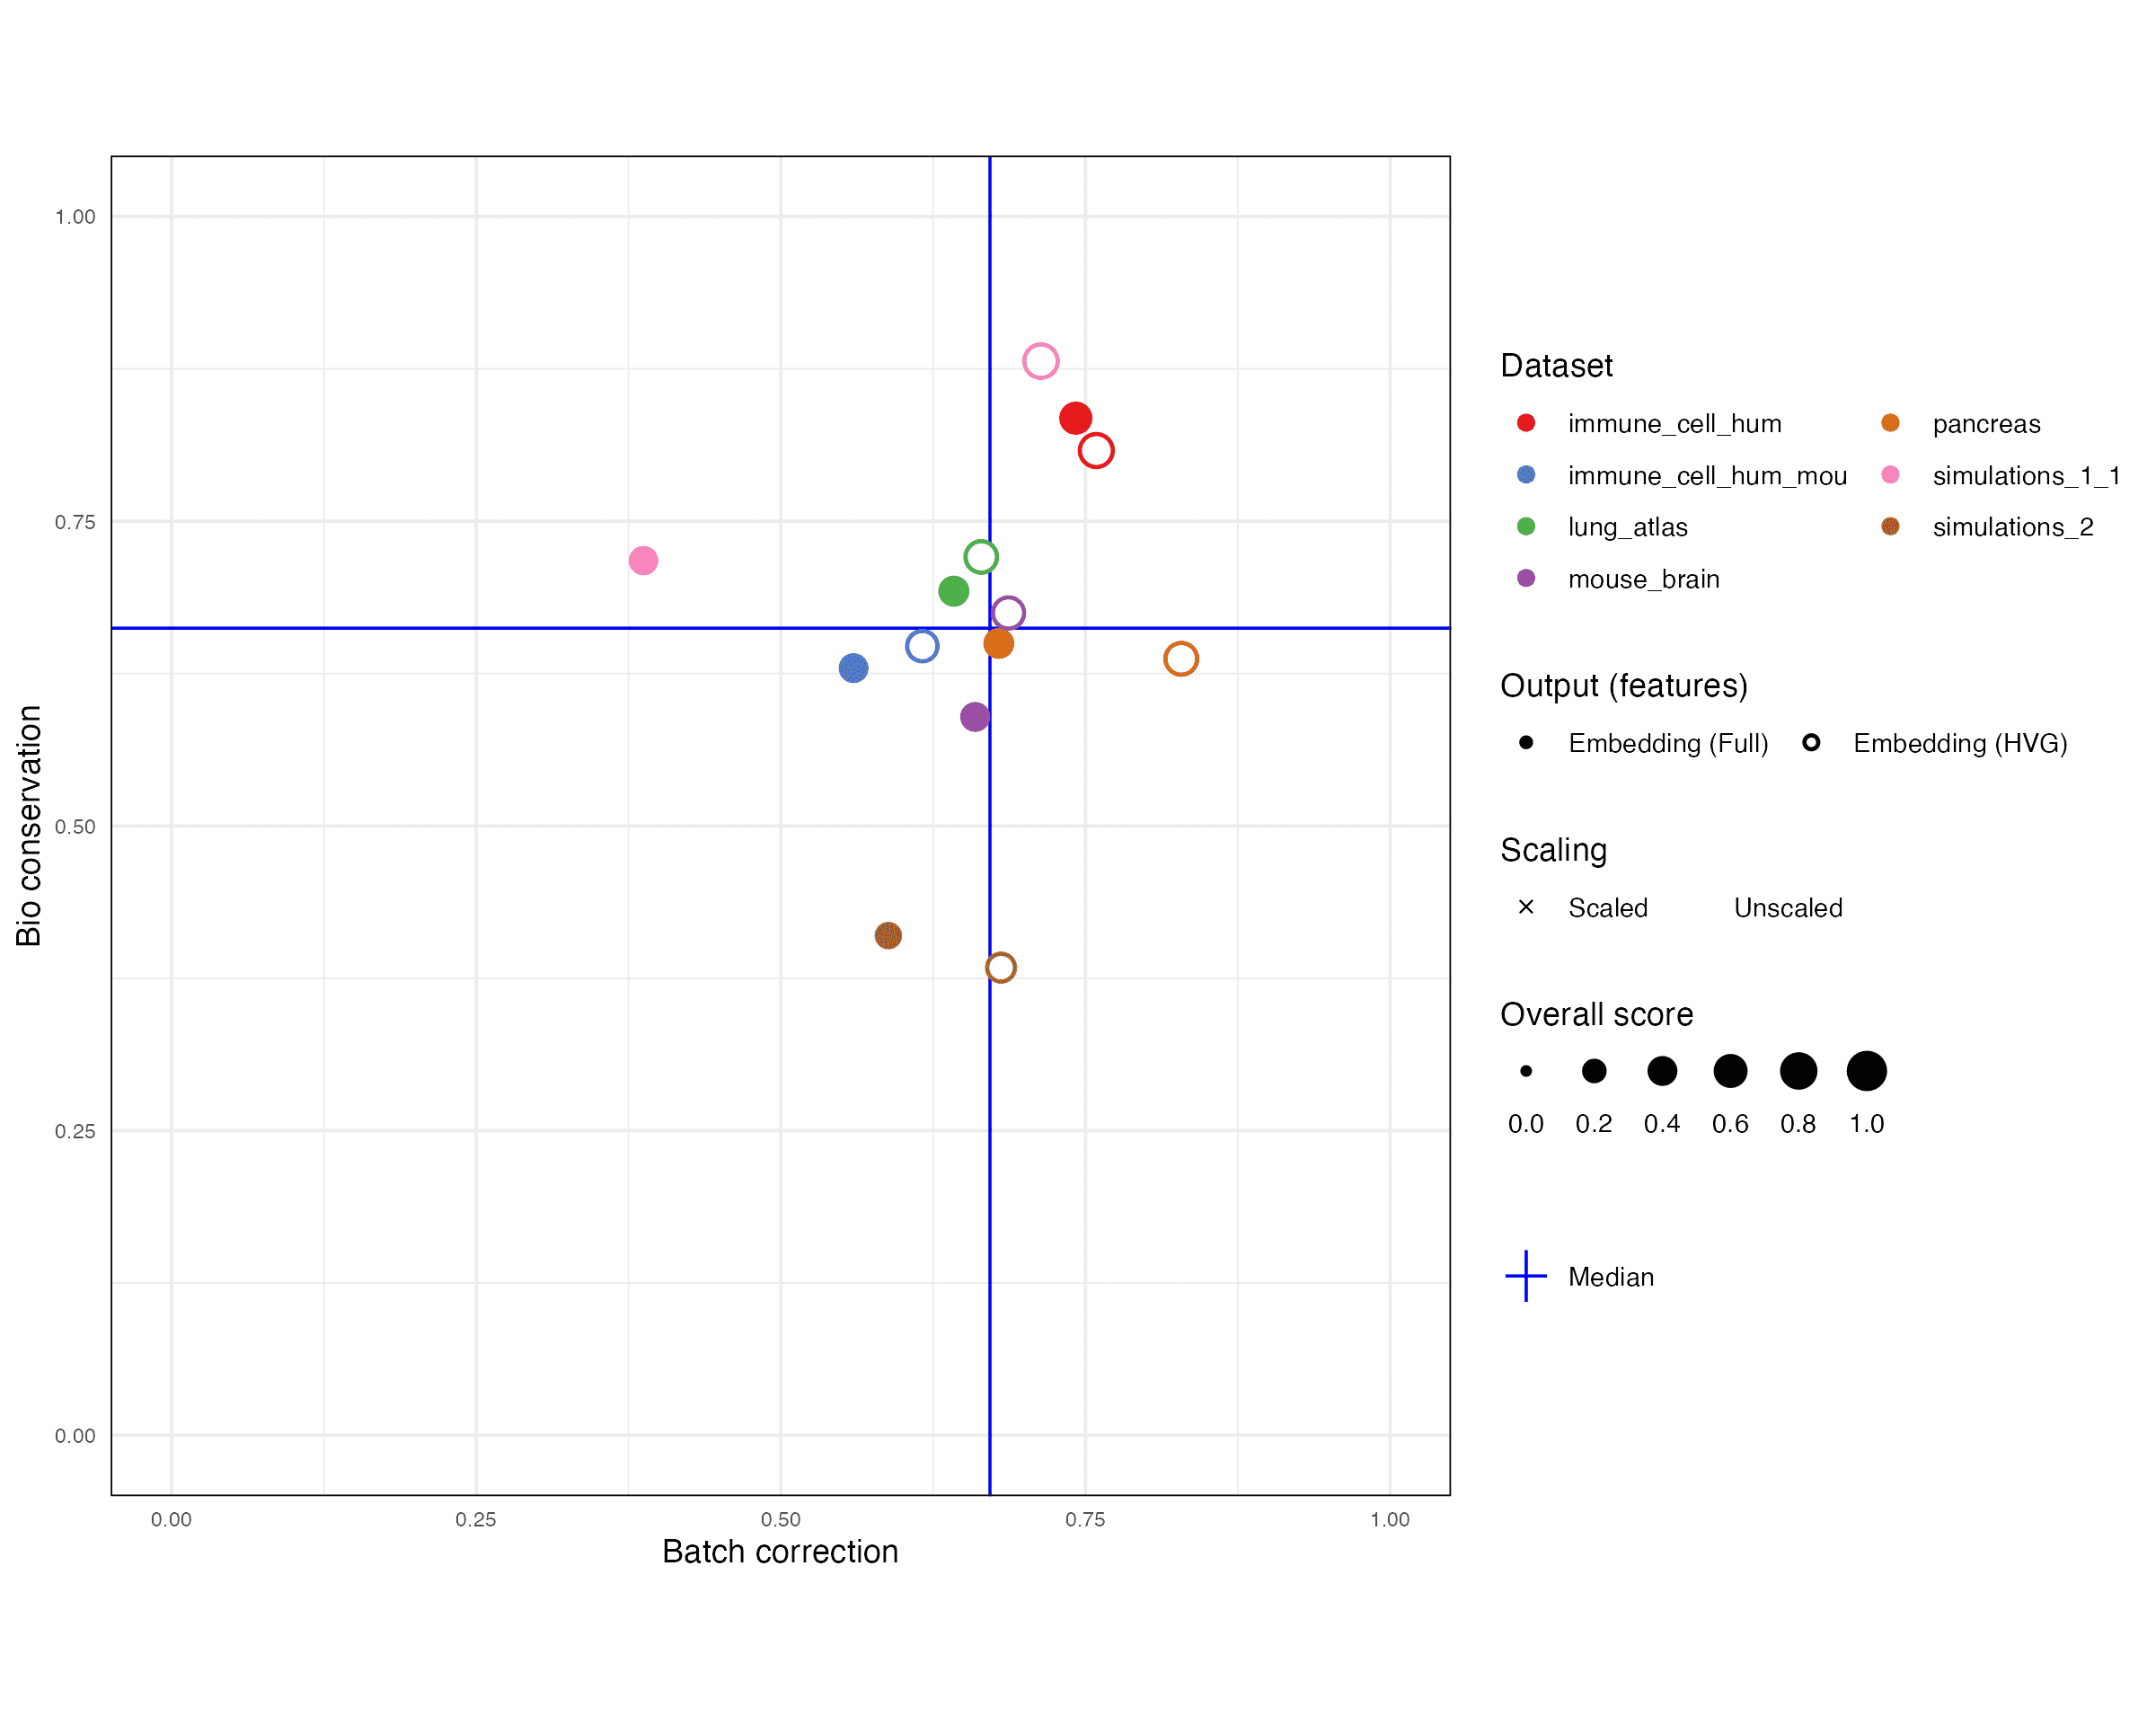 1.00
0.75
0.50
0.25
0.00
Bio conservation
0.00 0.25 0.50 0.75 1.00
Batch correction
Dataset
immune_cell_hum pancreas
immune_cell_hum_mou simulations_1_1
lung_atlas simulations_2
mouse_brain
Output (features)
Embedding (Full) Embedding (HVG)
Scaling
Scaled Unscaled
Overall score
0.0 0.2 0.4 0.6 0.8 1.0
Median